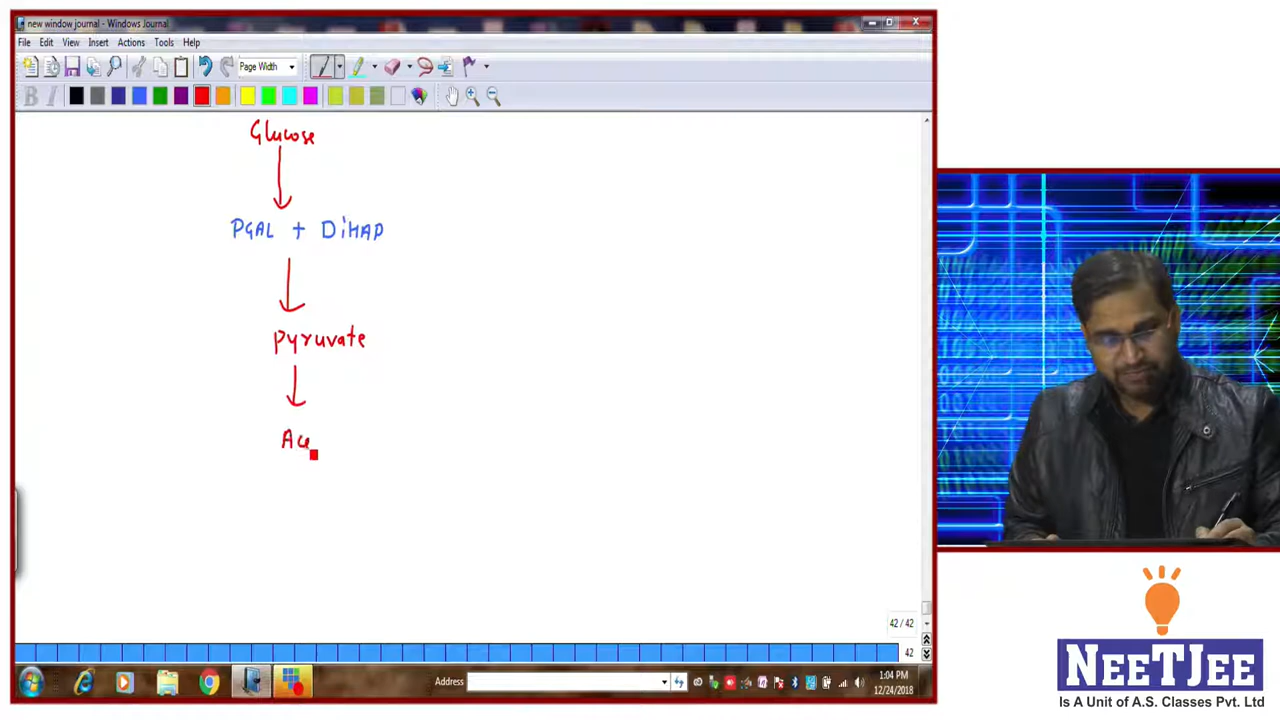 new window journal - Windows Journal
File Edit View Insert Actions Tools Help
Page Width
B I
Glucose
PGAL + DiHAP
Pyruvate
Ace
42 / 42
42
Address
1:04 PM
12/24/2018
NEETJEE
Is A Unit of A.S. Classes Pvt. Ltd